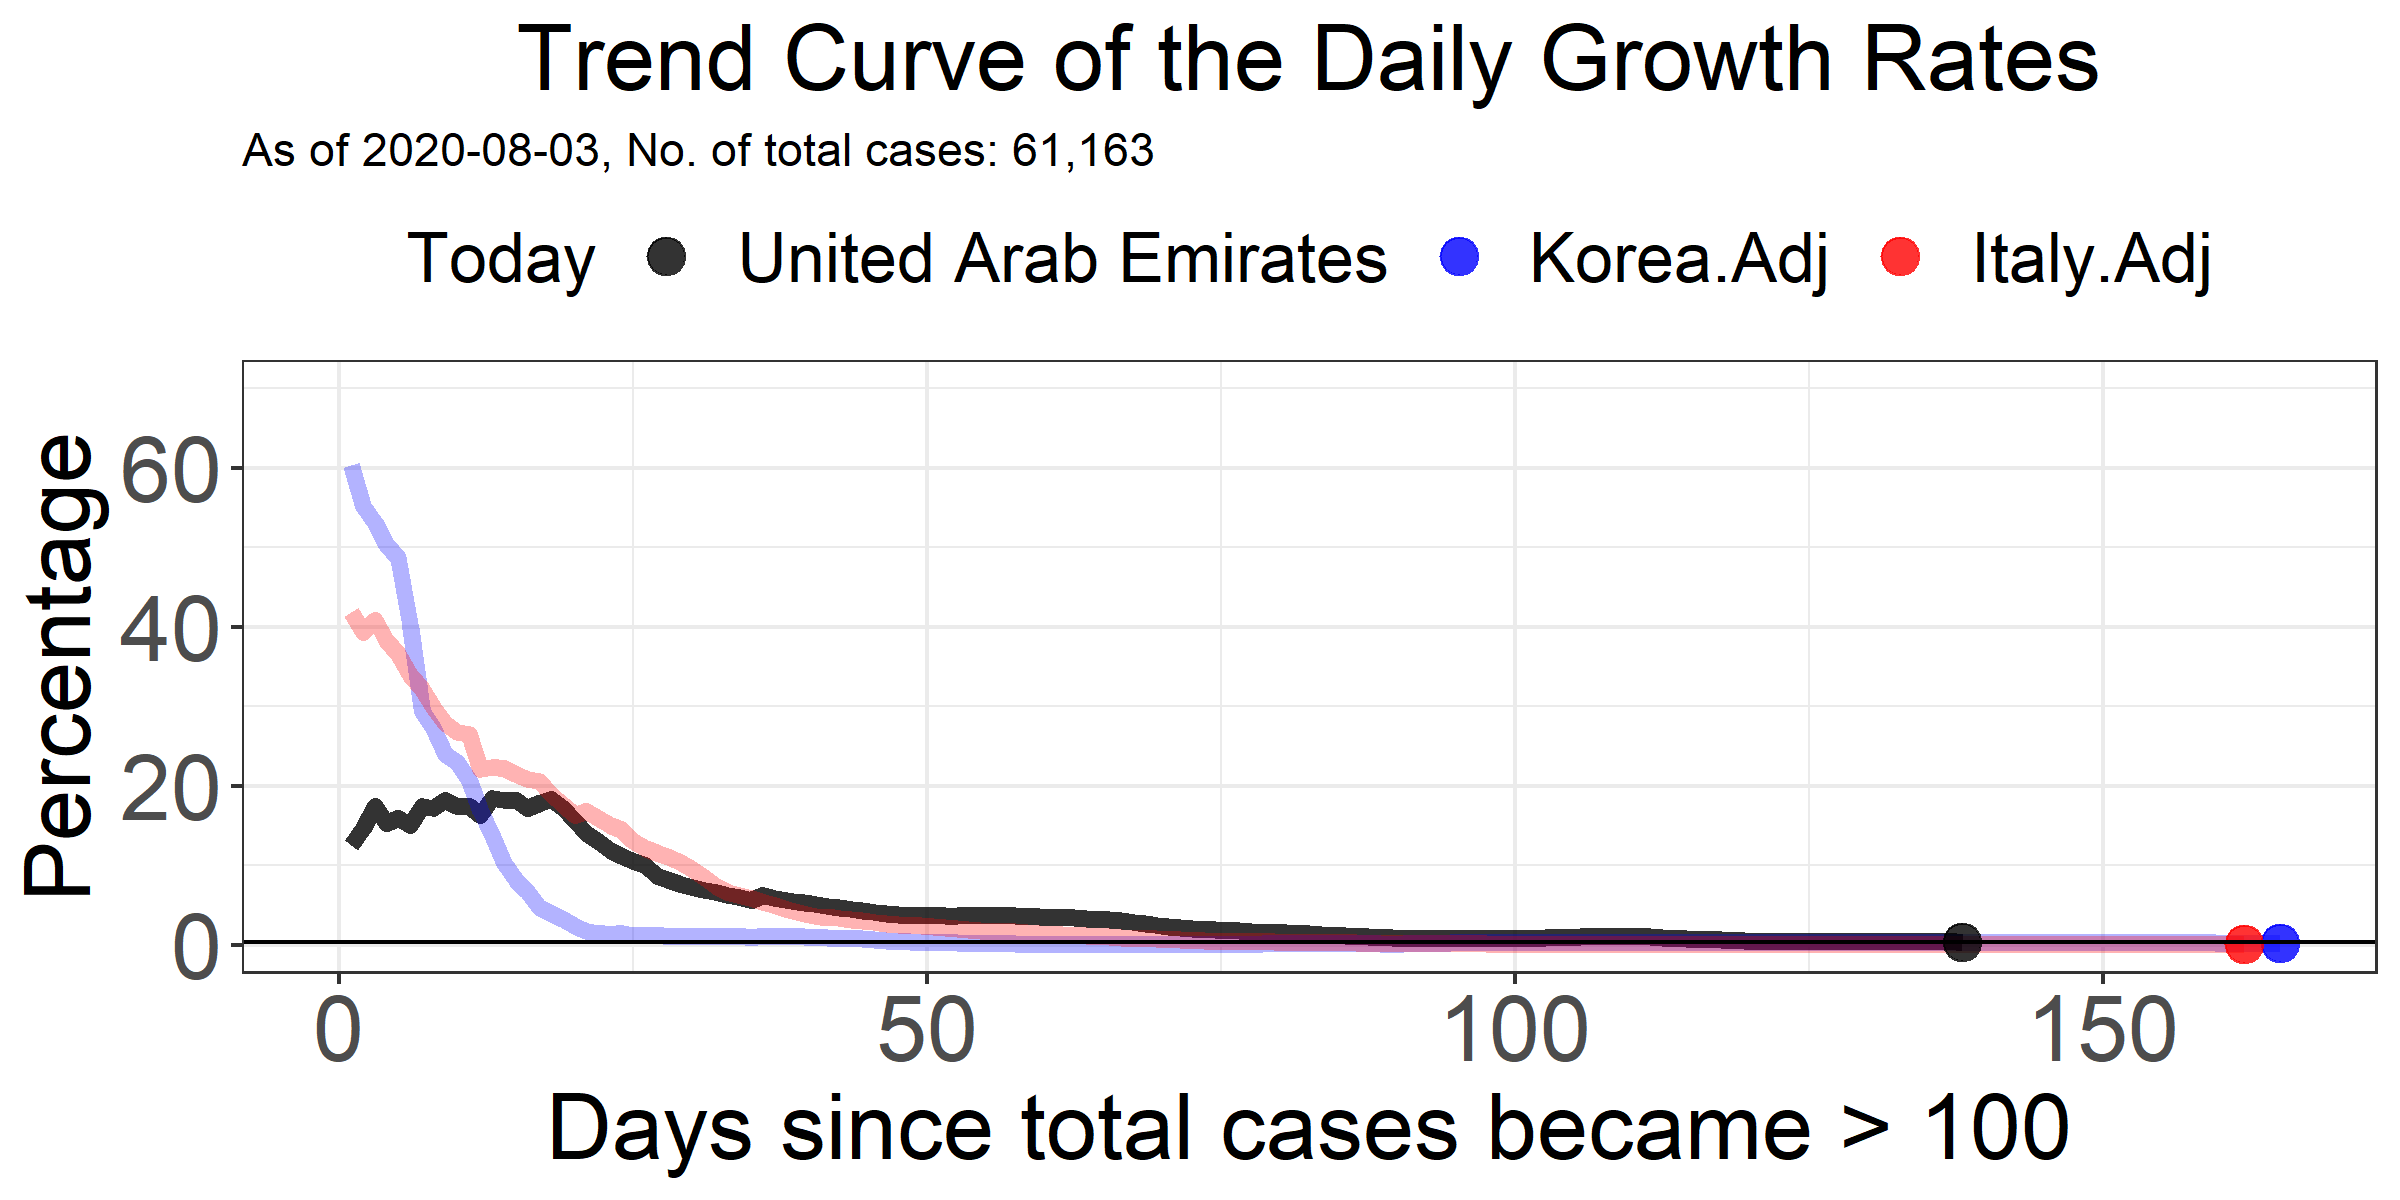 Trend Curve of the Daily Growth Rates
As of 2020-08-03, No. of total cases: 61,163
Today United Arab Emirates Korea.Adj Italy.Adj
Percentage
60
40
20
0
0 50 100 150
Days since total cases became > 100